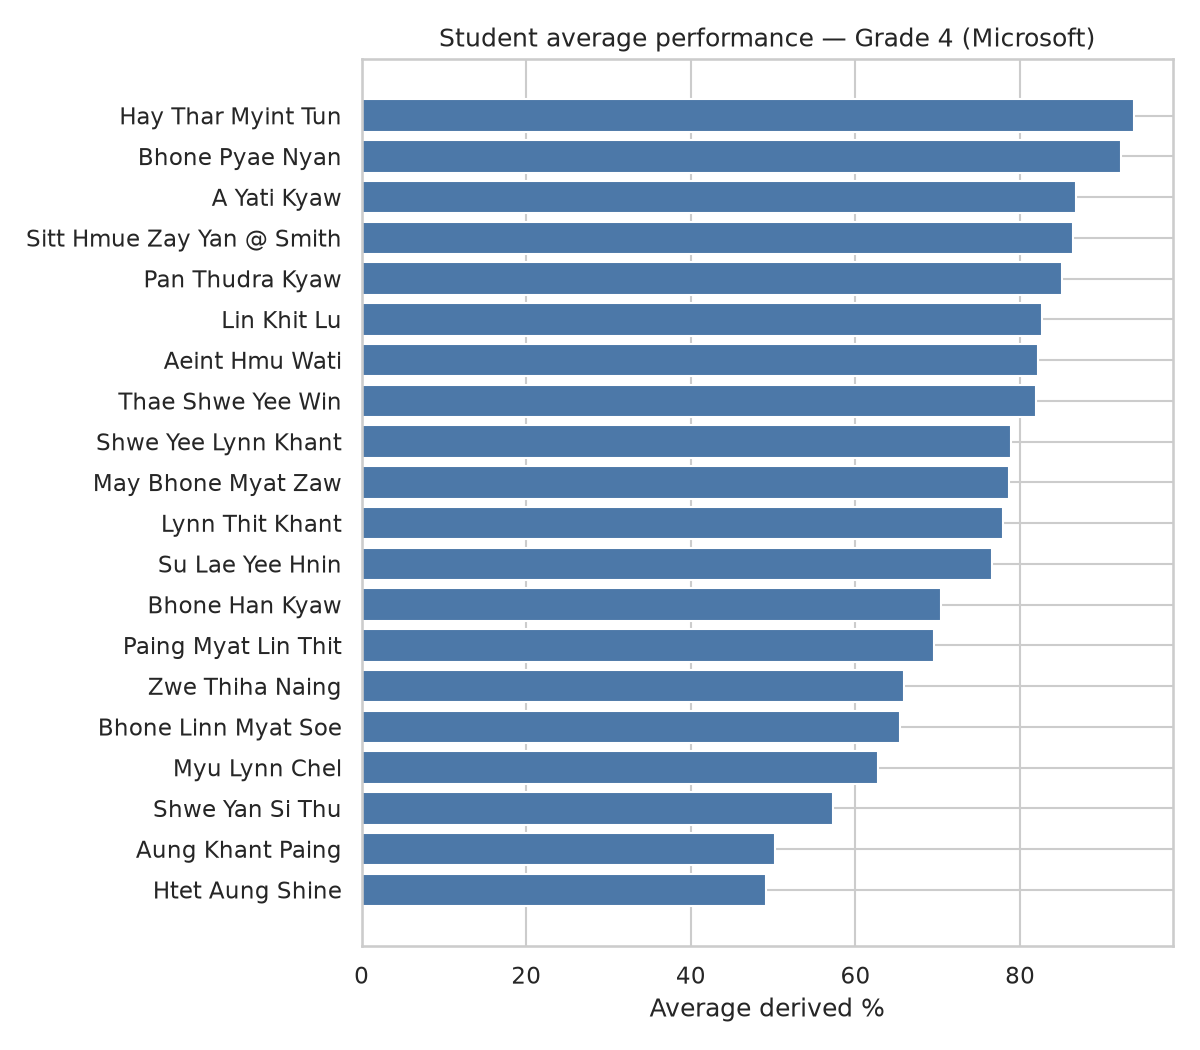 Student average performance — Grade 4 (Microsoft)
Hay Thar Myint Tun
Bhone Pyae Nyan
A Yati Kyaw
Sitt Hmue Zay Yan @ Smith
Pan Thudra Kyaw
Lin Khit Lu
Aeint Hmu Wati
Thae Shwe Yee Win
Shwe Yee Lynn Khant
May Bhone Myat Zaw
Lynn Thit Khant
Su Lae Yee Hnin
Bhone Han Kyaw
Paing Myat Lin Thit
Zwe Thiha Naing
Bhone Linn Myat Soe
Myu Lynn Chel
Shwe Yan Si Thu
Aung Khant Paing
Htet Aung Shine
0 20 40 60 80
Average derived %